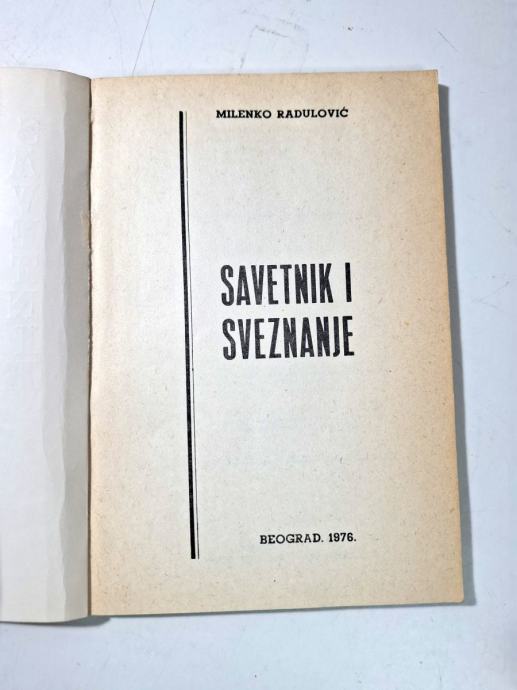 MILENKO RADULOVIĆ
SAVETNIK I
SVEZNANJE
BEOGRAD. 1976.